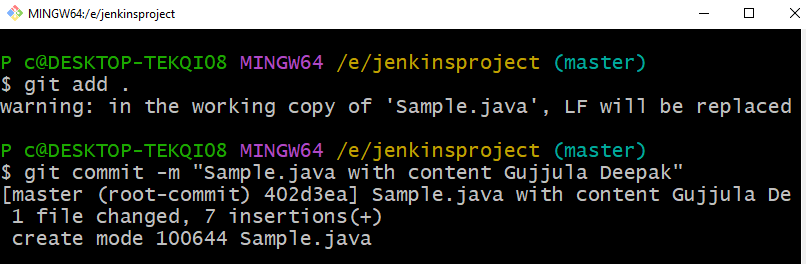 MINGW64:/e/jenkinsproject
P c@DESKTOP-TEKQI08 MINGW64 /e/jenkinsproject (master)
$ git add .
warning: in the working copy of 'Sample.java', LF will be replaced
P c@DESKTOP-TEKQI08 MINGW64 /e/jenkinsproject (master)
$ git commit -m "Sample.java with content Gujjula Deepak"
[master (root-commit) 402d3ea] Sample.java with content Gujjula De
1 file changed, 7 insertions(+)
create mode 100644 Sample.java